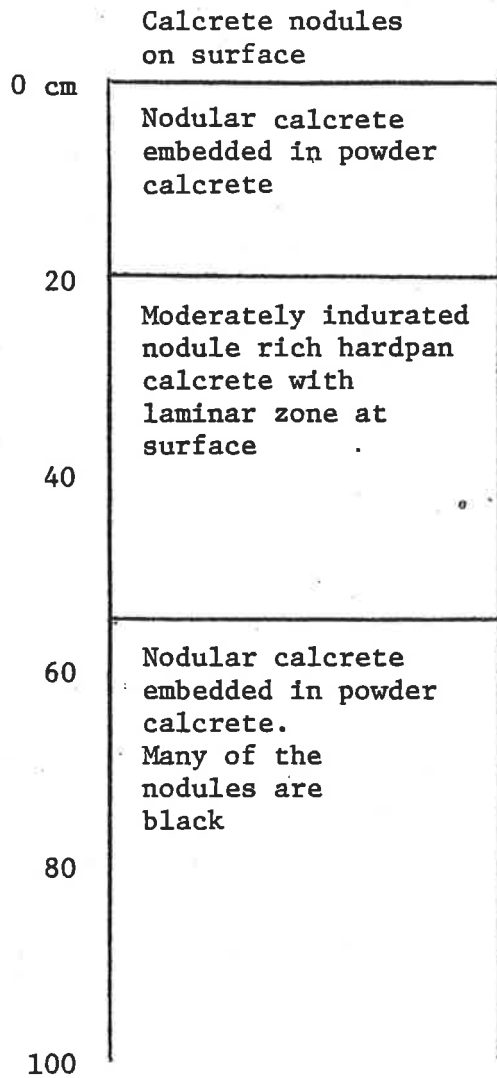 Calcrete nodules
on surface
0 cm
Nodular calcrete
embedded in powder
calcrete
20
Moderately indurated
nodule rich hardpan
calcrete with
laminar zone at
surface
40
Nodular calcrete
60
embedded in powder
calcrete.
Many of the
nodules are
black
80
100